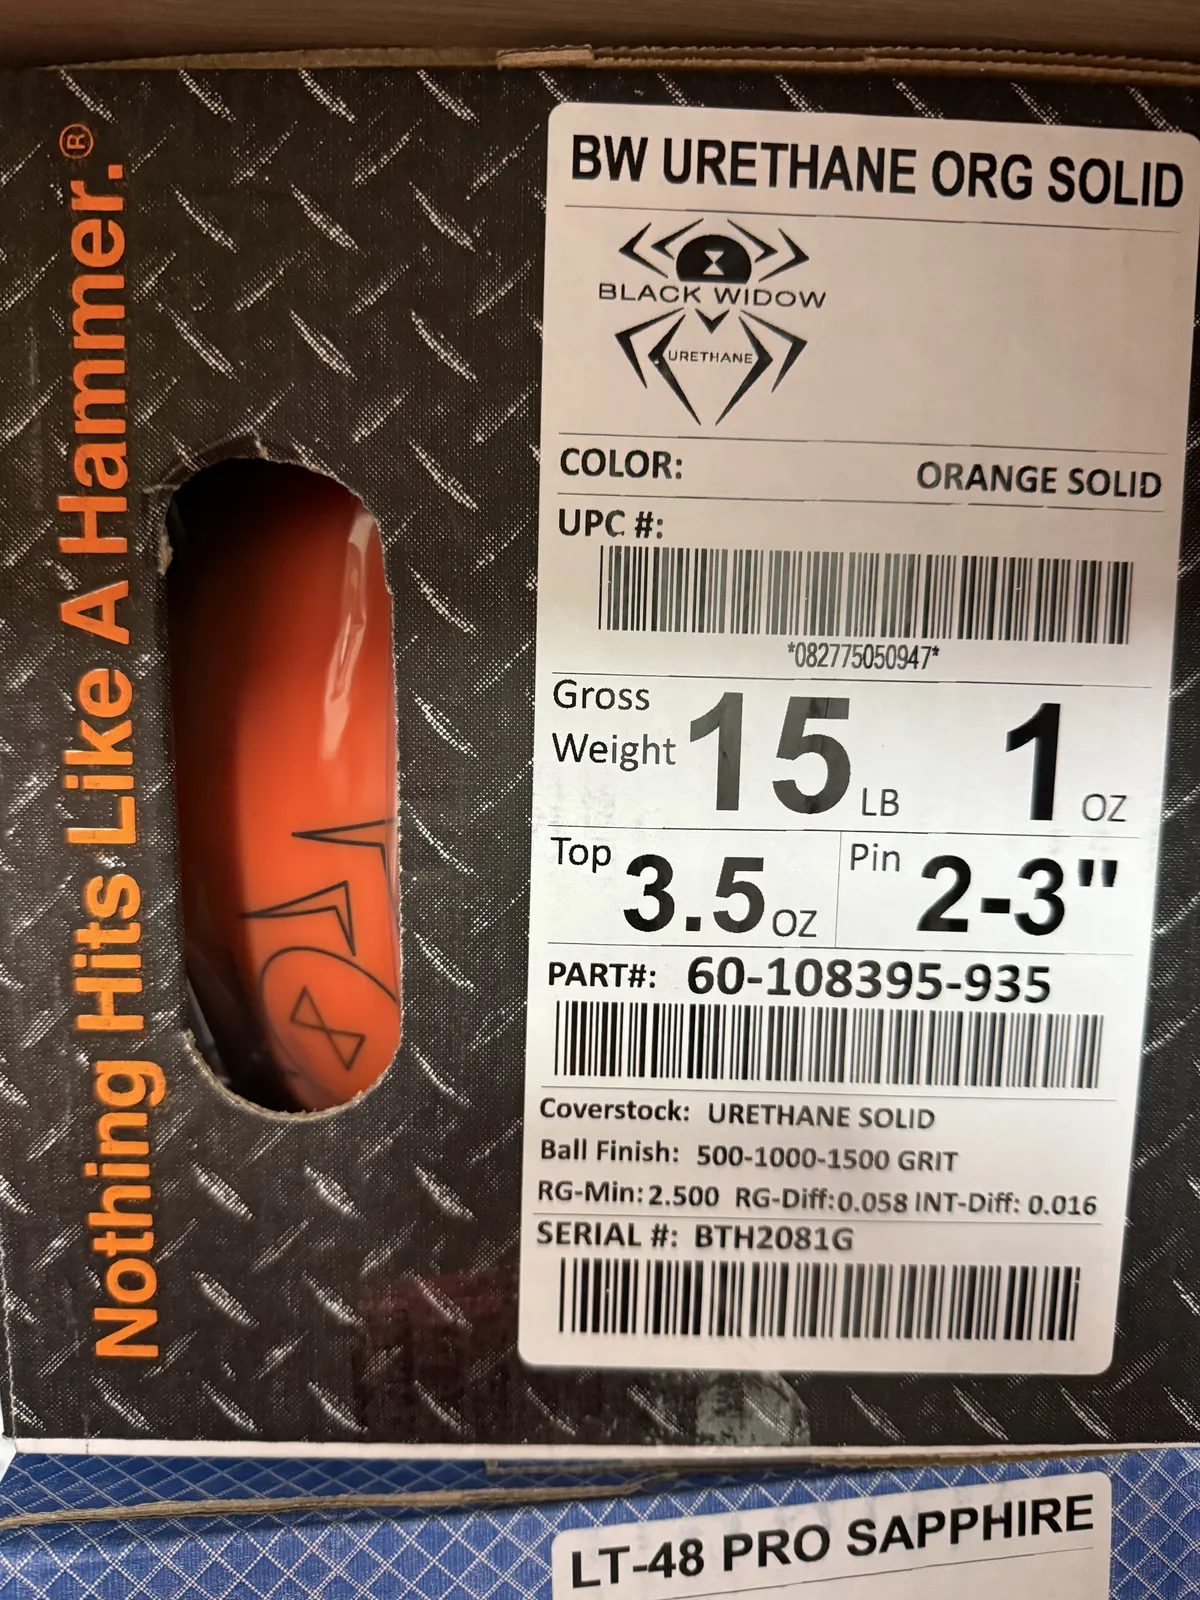 Nothing Hits Like A Hammer.®
BW URETHANE ORG SOLID
BLACK WIDOW
URETHANE
COLOR: ORANGE SOLID
UPC #:
*082775050947*
Gross Weight 15 LB 1 OZ
Top 3.5 OZ Pin 2-3"
PART#: 60-108395-935
Coverstock: URETHANE SOLID
Ball Finish: 500-1000-1500 GRIT
RG-Min: 2.500 RG-Diff: 0.058 INT-Diff: 0.016
SERIAL #: BTH2081G
LT-48 PRO SAPPHIRE